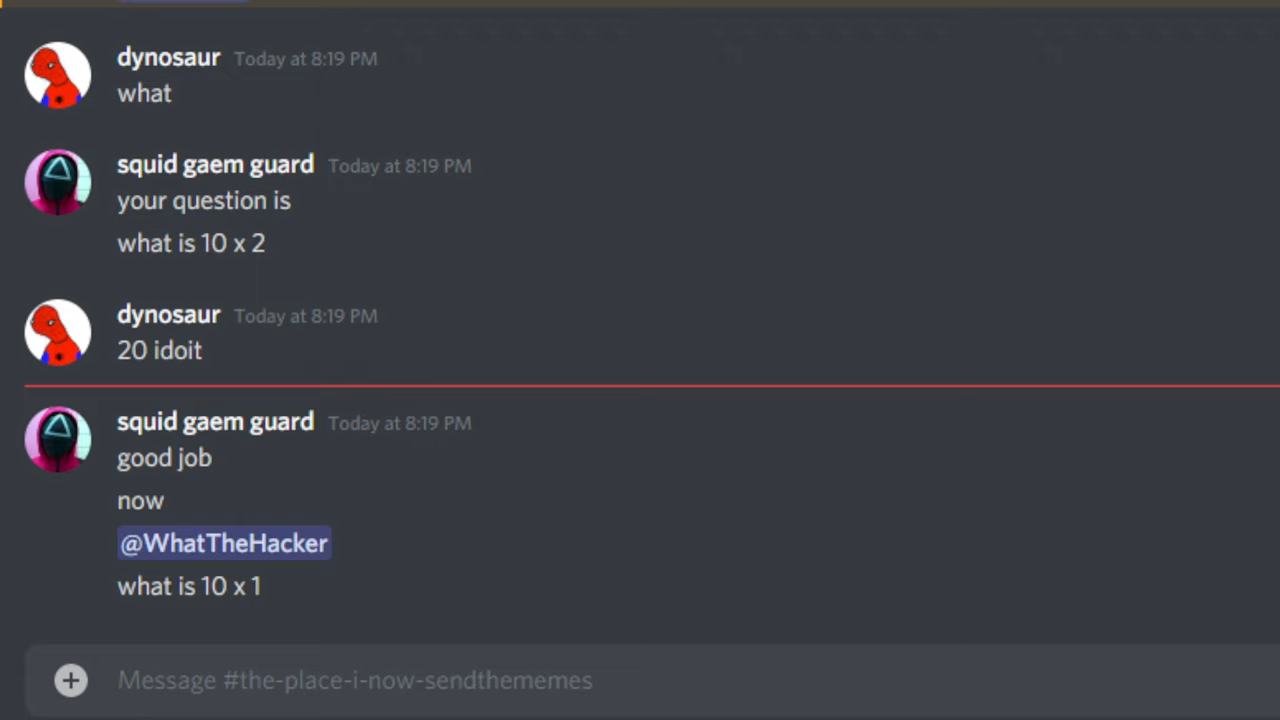 dynosaur Today at 8:19 PM
what
squid gaem guard Today at 8:19 PM
your question is
what is 10 x 2
dynosaur Today at 8:19 PM
20 idoit
squid gaem guard Today at 8:19 PM
good job
now
@WhatTheHacker
what is 10 x 1
Message #the-place-i-now-sendthememes